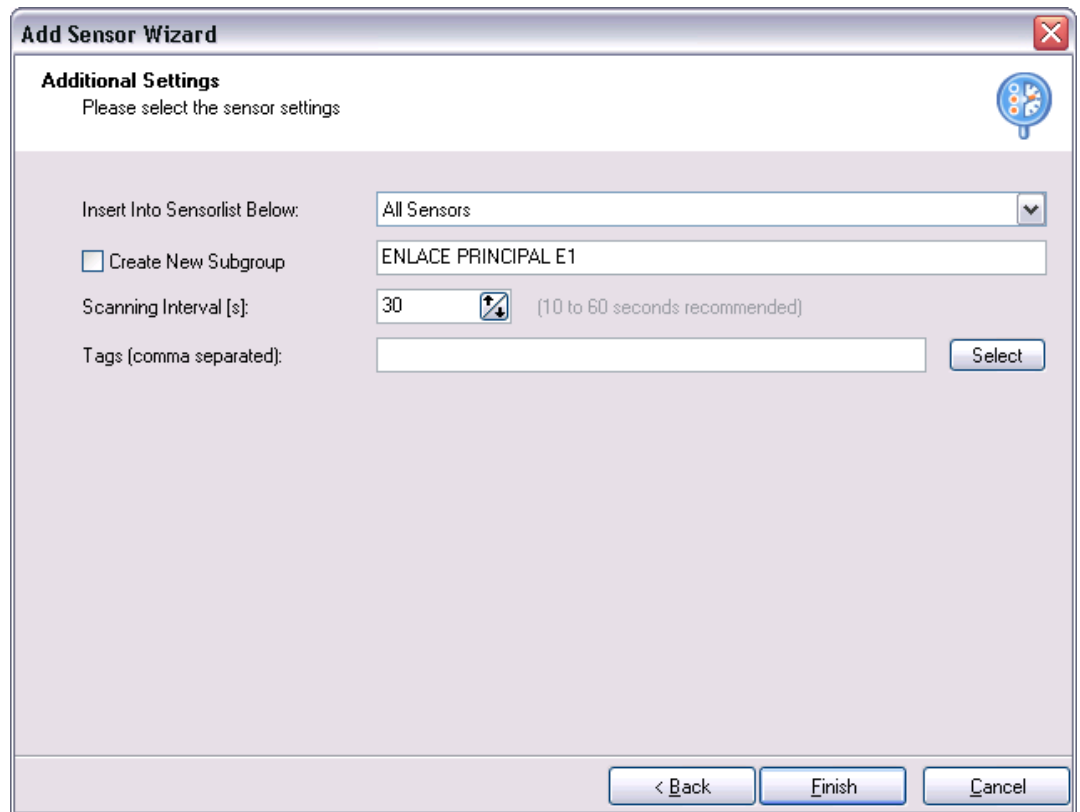 Add Sensor Wizard
Additional Settings
Please select the sensor settings
Insert Into Sensorlist Below: All Sensors
Create New Subgroup ENLACE PRINCIPAL E1
Scanning Interval [s]: 30 (10 to 60 seconds recommended)
Tags (comma separated): Select
< Back Finish Cancel